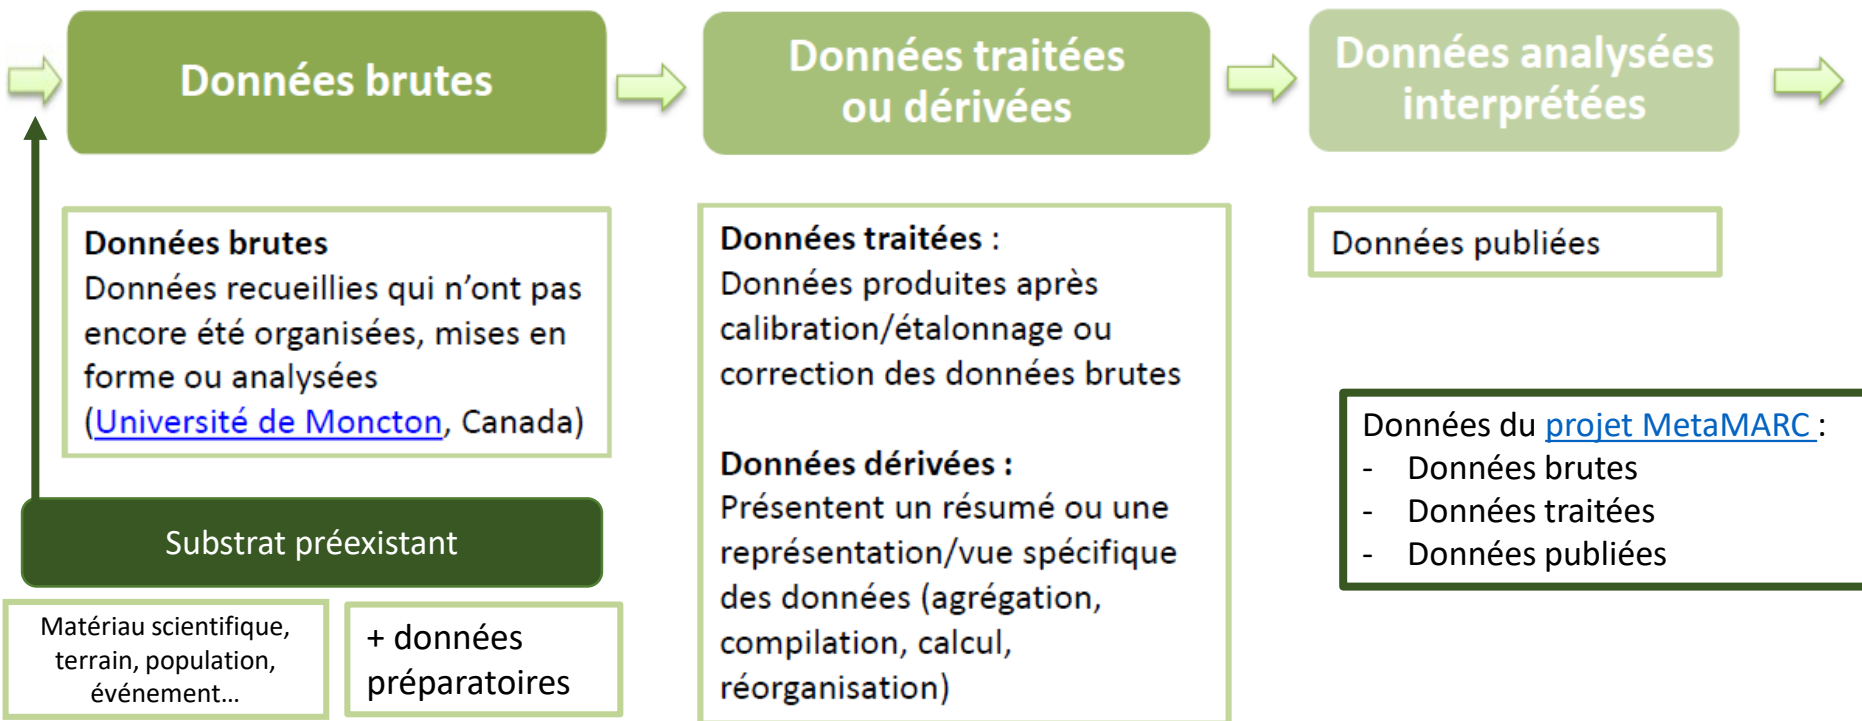 Données brutes
Données traitées
ou dérivées
Données analysées
interprétées
Données brutes
Données recueillies qui n'ont pas
encore été organisées, mises en
forme ou analysées
(Université de Moncton, Canada)
Substrat préexistant
Matériau scientifique,
terrain, population,
événement…
+ données
préparatoires
Données traitées :
Données produites après
calibration/étalonnage ou
correction des données brutes
Données dérivées :
Présentent un résumé ou une
représentation/vue spécifique
des données (agrégation,
compilation, calcul,
réorganisation)
Données publiées
Données du projet MetaMARC :
- Données brutes
- Données traitées
- Données publiées